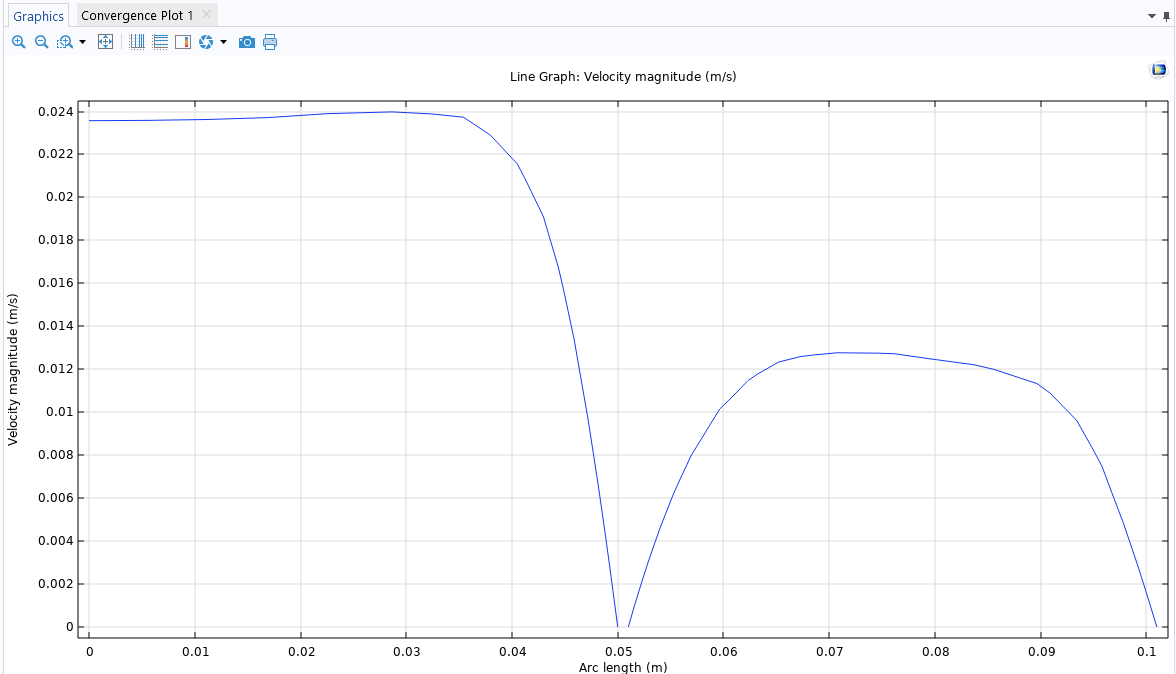 Graphics Convergence Plot 1
Line Graph: Velocity magnitude (m/s)
0.024
0.022
0.02
0.018
0.016
0.014
0.012
0.01
0.008
0.006
0.004
0.002
0
Velocity magnitude (m/s)
0 0.01 0.02 0.03 0.04 0.05 0.06 0.07 0.08 0.09 0.1
Arc length (m)